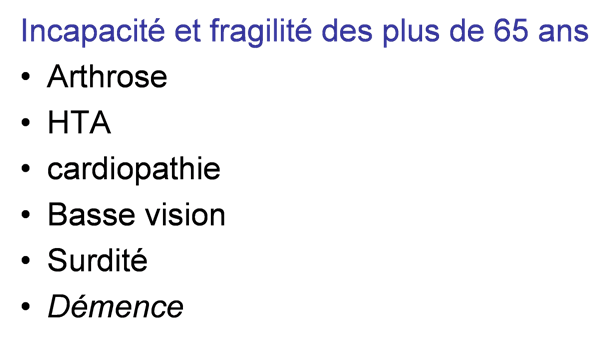 Incapacité et fragilité des plus de 65 ans
• Arthrose
• HTA
• cardiopathie
• Basse vision
• Surdité
• Démence